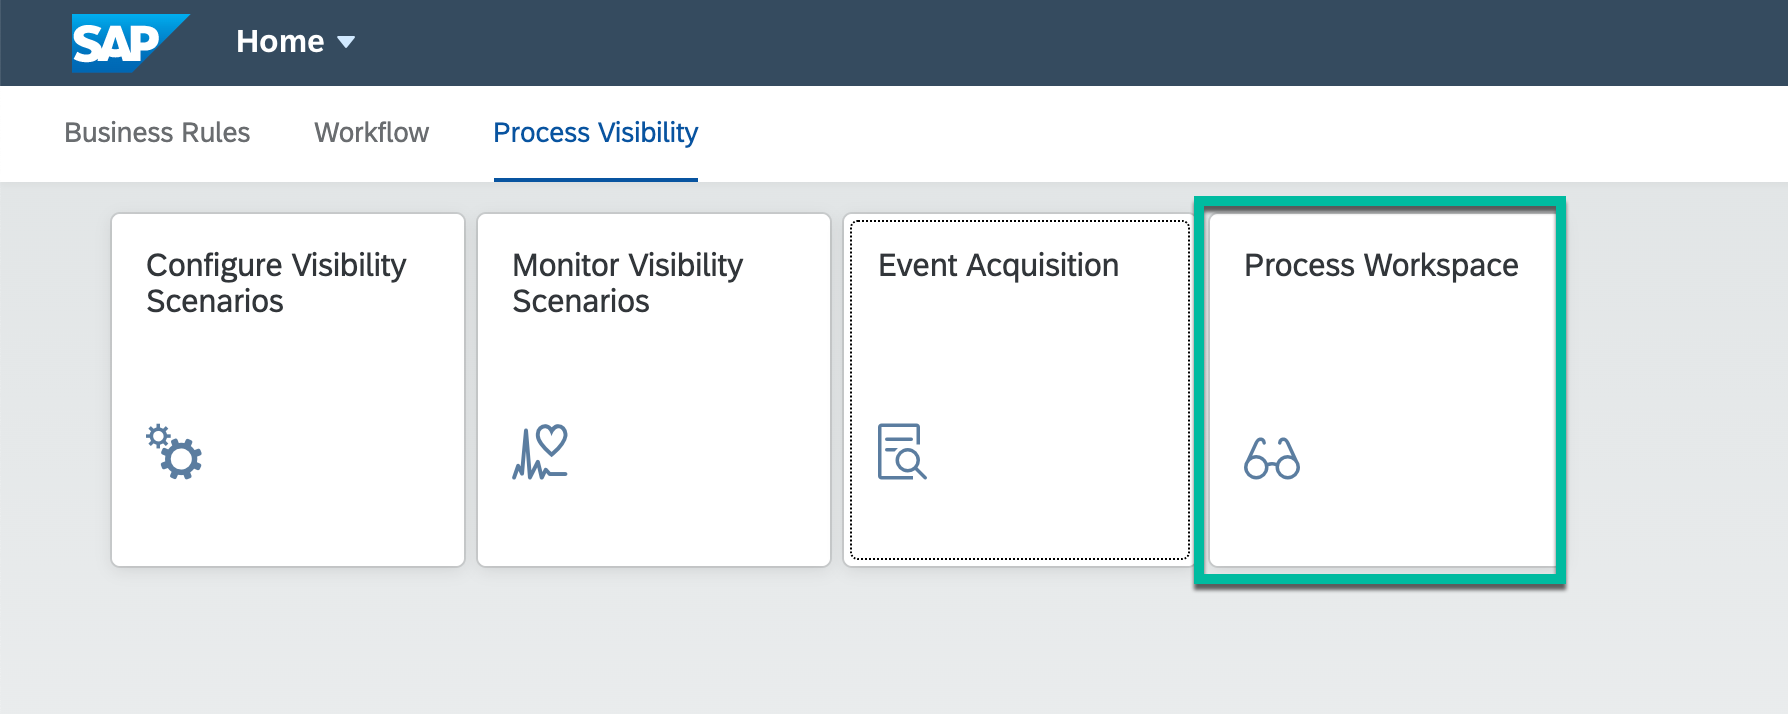 SAP
Home
Business Rules
Workflow
Process Visibility
Configure Visibility
Scenarios
Monitor Visibility
Scenarios
Event Acquisition
Process Workspace